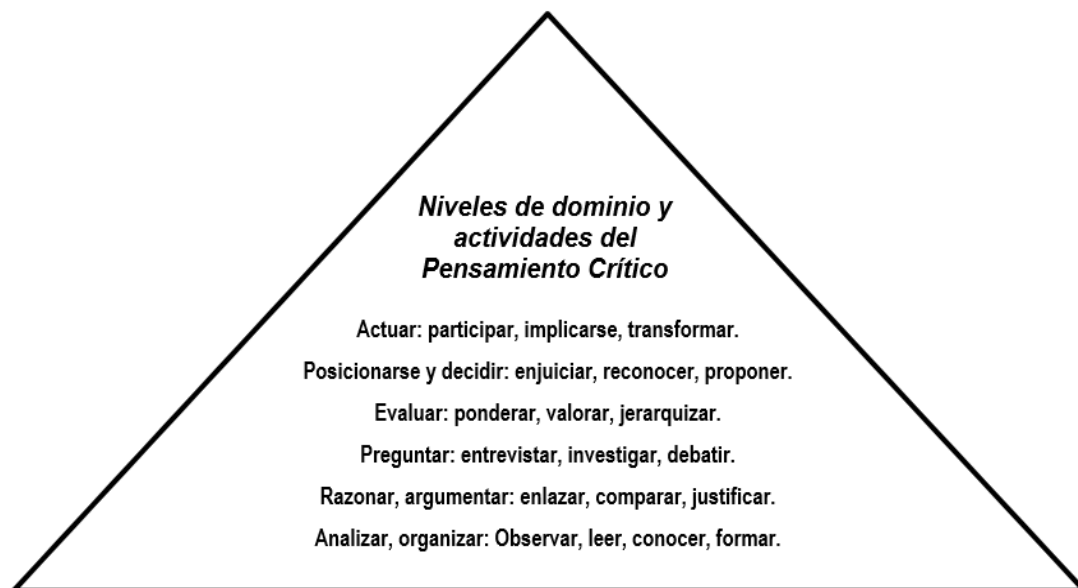 Niveles de dominio y
actividades del
Pensamiento Crítico
Actuar: participar, implicarse, transformar.
Posicionarse y decidir: enjuiciar, reconocer, proponer.
Evaluar: ponderar, valorar, jerarquizar.
Preguntar: entrevistar, investigar, debatir.
Razonar, argumentar: enlazar, comparar, justificar.
Analizar, organizar: Observar, leer, conocer, formar.